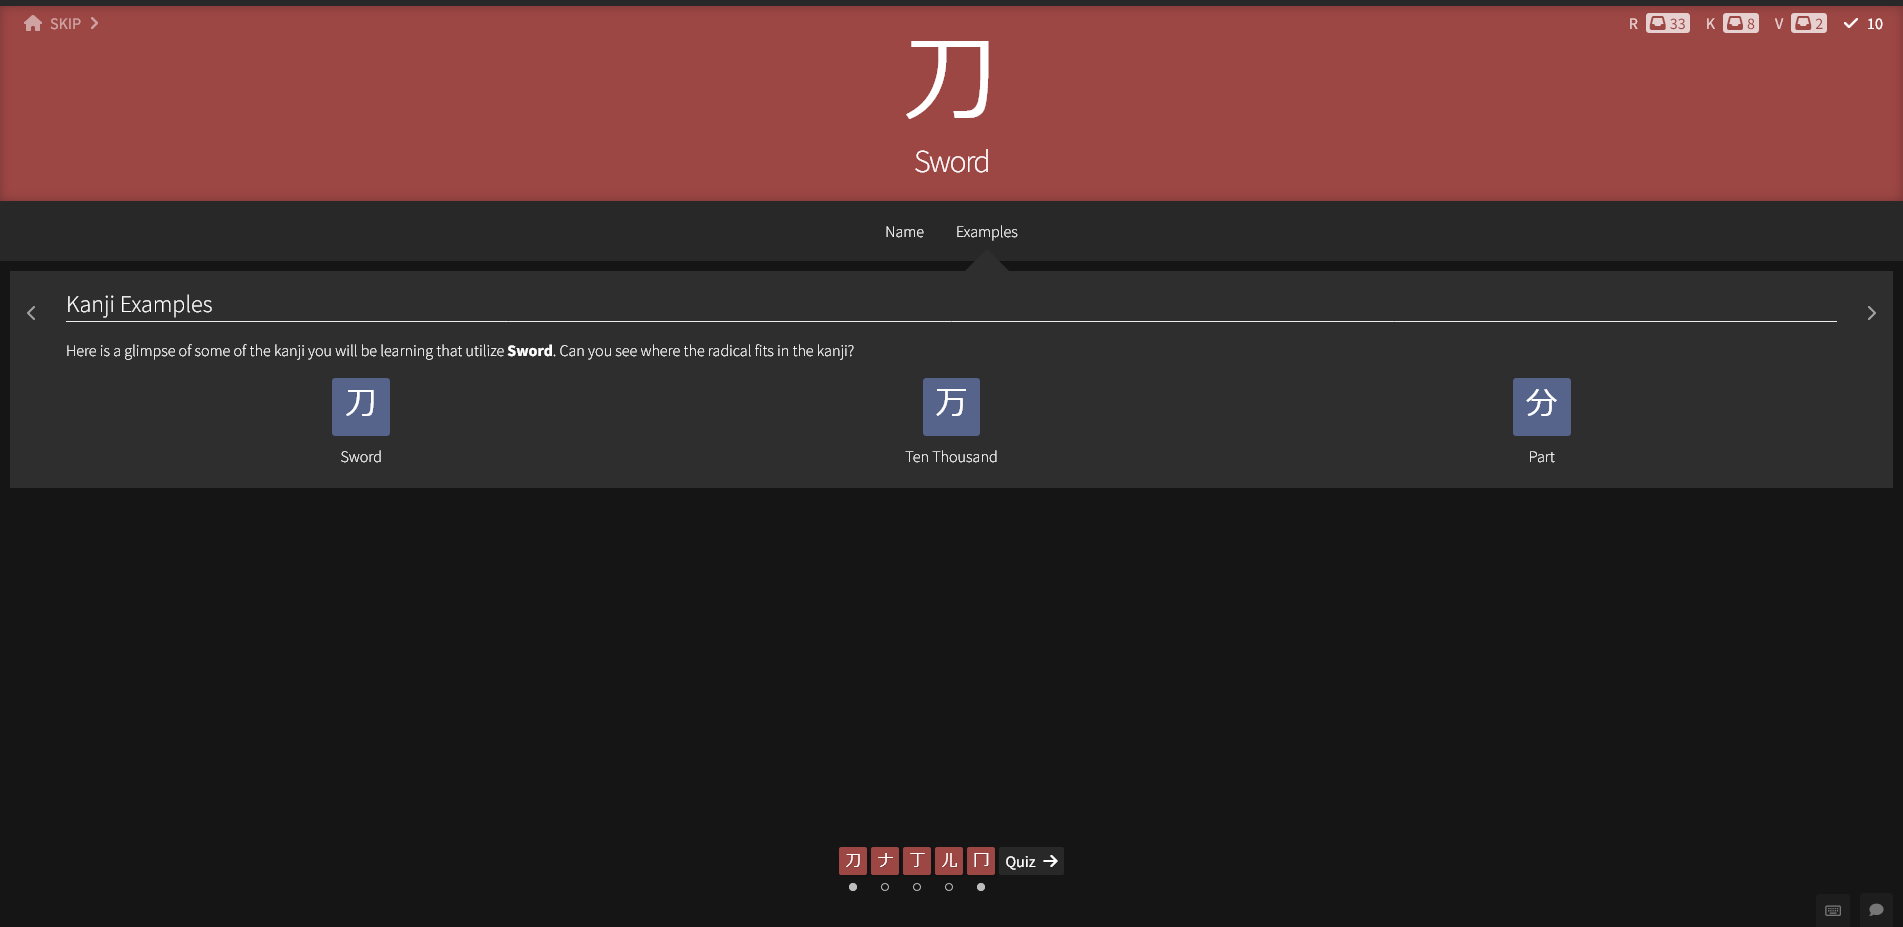 SKIP
R 33 K 8 V 2 10
刀
Sword
Name Examples
Kanji Examples
Here is a glimpse of some of the kanji you will be learning that utilize Sword. Can you see where the radical fits in the kanji?
刀 万 分
Sword Ten Thousand Part
刀 ナ 丁 儿 冂 Quiz